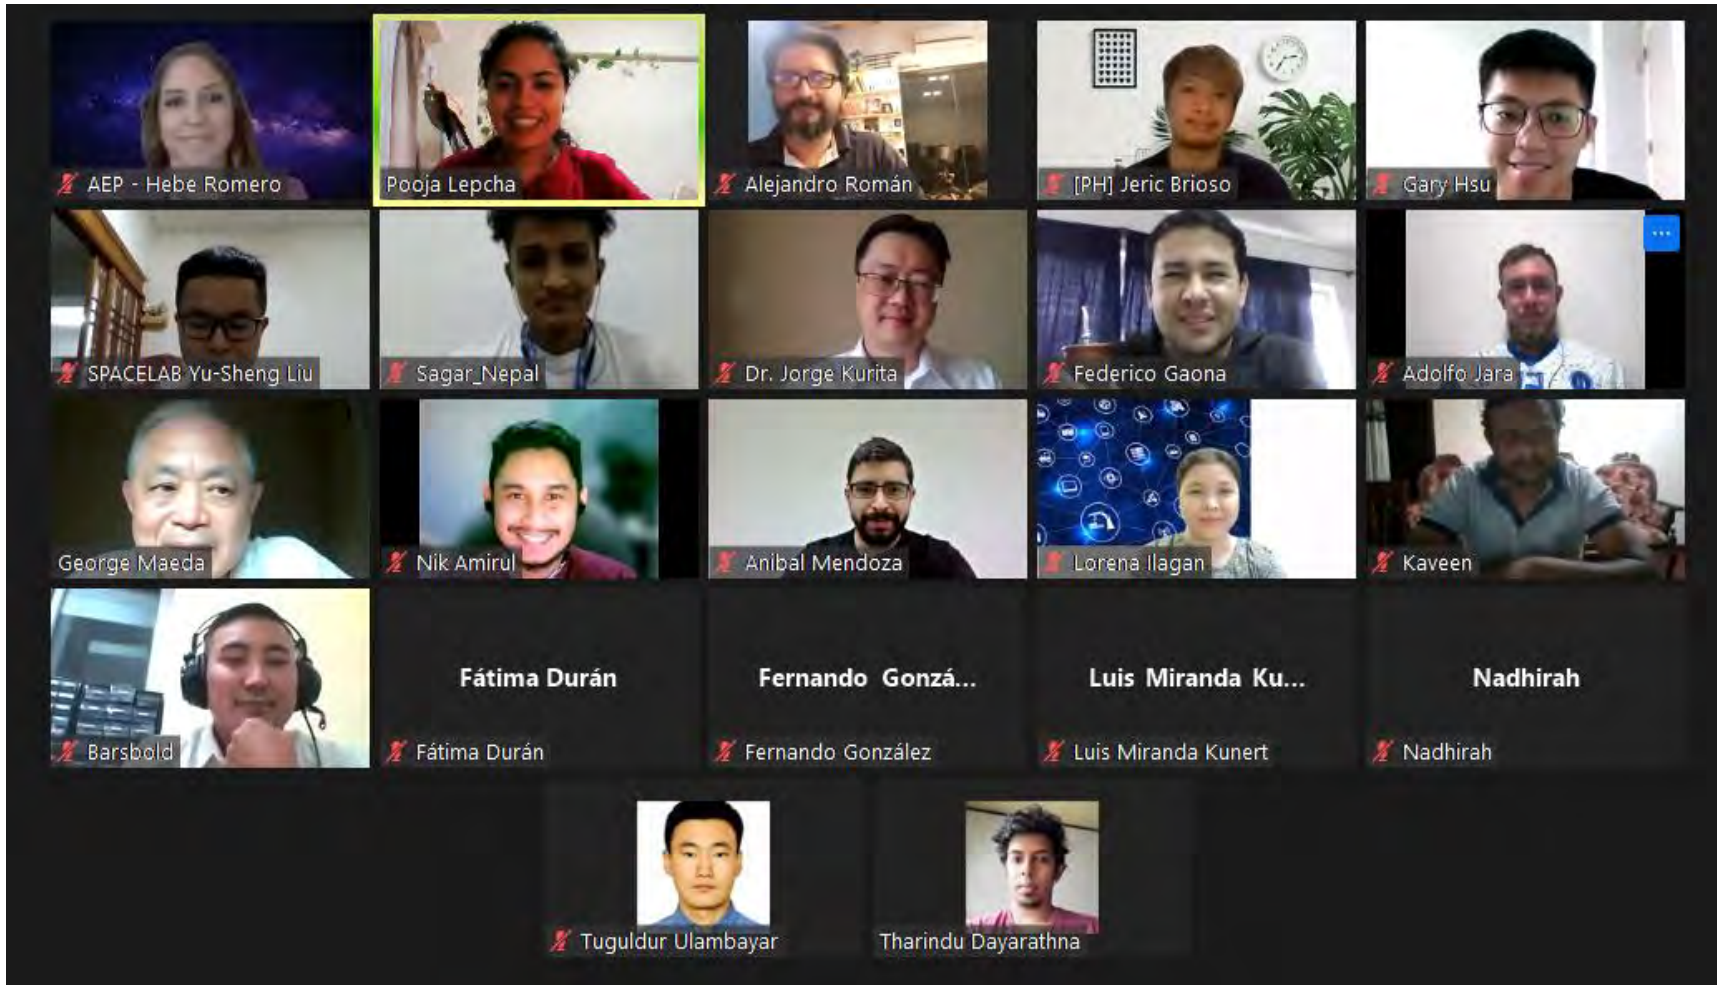 AEP - Hebe Romero
Pooja Lepcha
Alejandro Román
[PH] Jeric Brioso
Gary Hsu
SPACELAB Yu-Sheng Liu
Sagar_Nepal
Dr. Jorge Kurita
Federico Gaona
Adolfo Jara
George Maeda
Nik Amirul
Anibal Mendoza
Lorena Ilagan
Kaveen
Barsbold
Fátima Durán
Fátima Durán
Fernando Gonzá...
Fernando González
Luis Miranda Ku...
Luis Miranda Kunert
Nadhirah
Nadhirah
Tuguldur Ulambayar
Tharindu Dayarathna